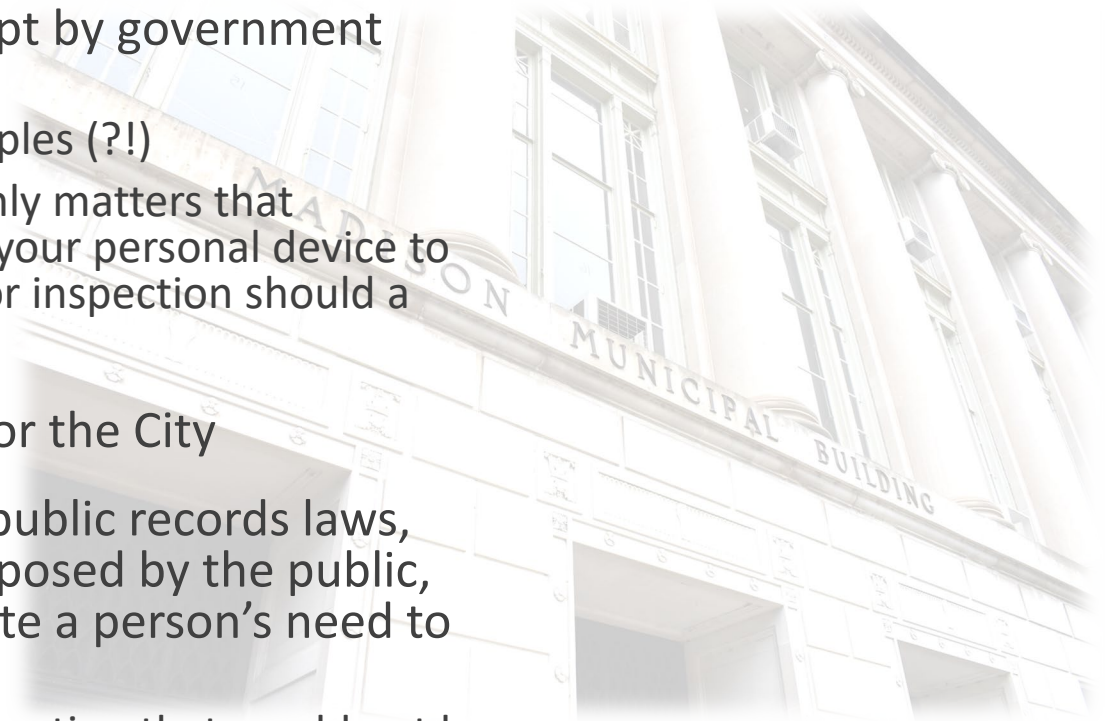 pt by government
ples (?!)
nly matters that
your personal device to
or inspection should a
or the City
public records laws,
posed by the public,
te a person's need to
MADISON MUNICIPAL BUILDING